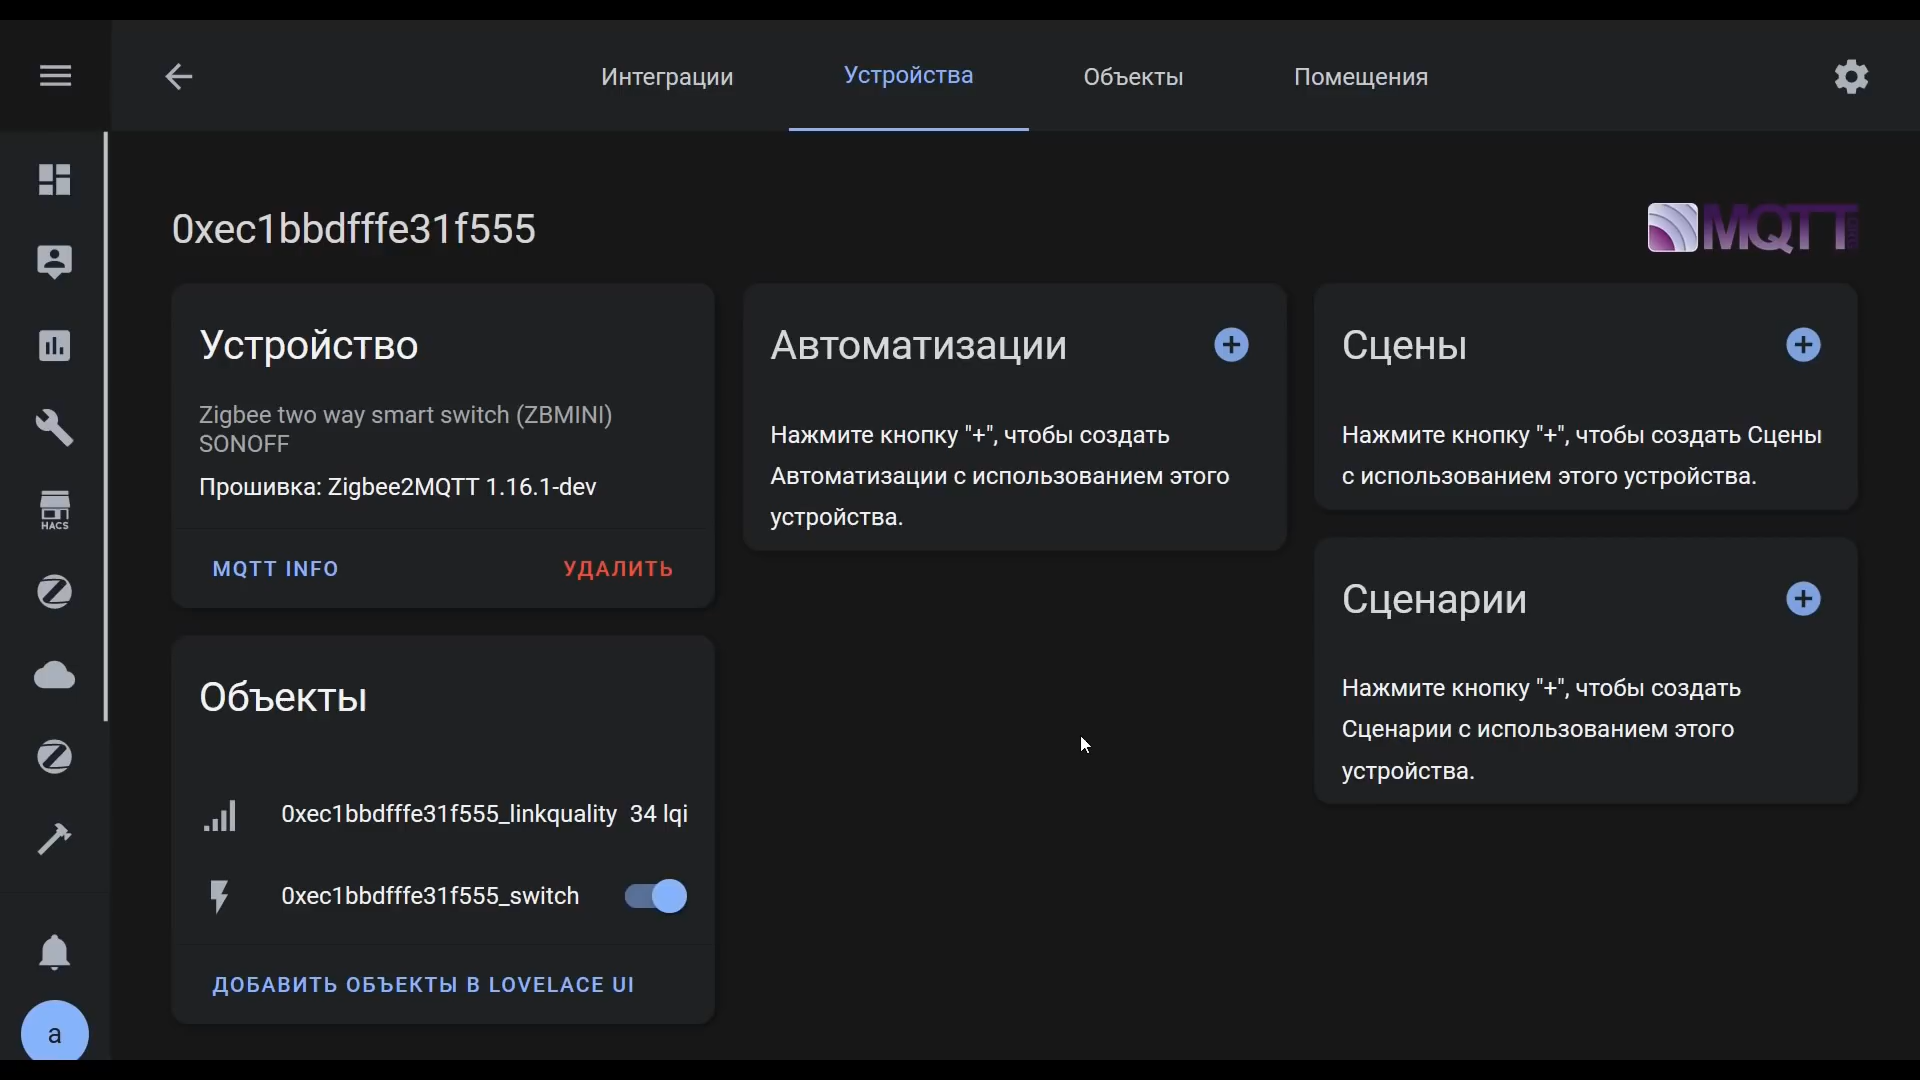 Интеграции
Устройства
Объекты
Помещения
0xec1bbdfffe31f555
MQTT
Устройство
Zigbee two way smart switch (ZBMINI)
SONOFF
Прошивка: Zigbee2MQTT 1.16.1-dev
MQTT INFO
УДАЛИТЬ
Объекты
0xec1bbdfffe31f555_linkquality 34 lqi
0xec1bbdfffe31f555_switch
ДОБАВИТЬ ОБЪЕКТЫ В LOVELACE UI
Автоматизации
Нажмите кнопку "+", чтобы создать
Автоматизации с использованием этого
устройства.
Сцены
Нажмите кнопку "+", чтобы создать Сцены
с использованием этого устройства.
Сценарии
Нажмите кнопку "+", чтобы создать
Сценарии с использованием этого
устройства.
HACS
a